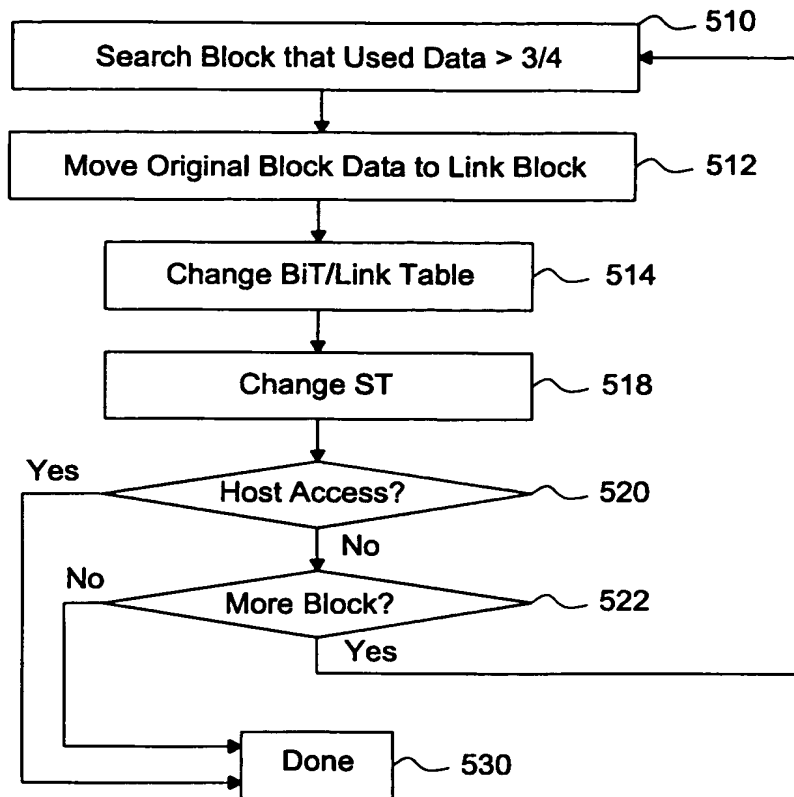 510
Search Block that Used Data > 3/4
Move Original Block Data to Link Block
512
Change BiT/Link Table
514
Change ST
518
Yes
Host Access?
520
No
No
More Block?
522
Yes
Done
530